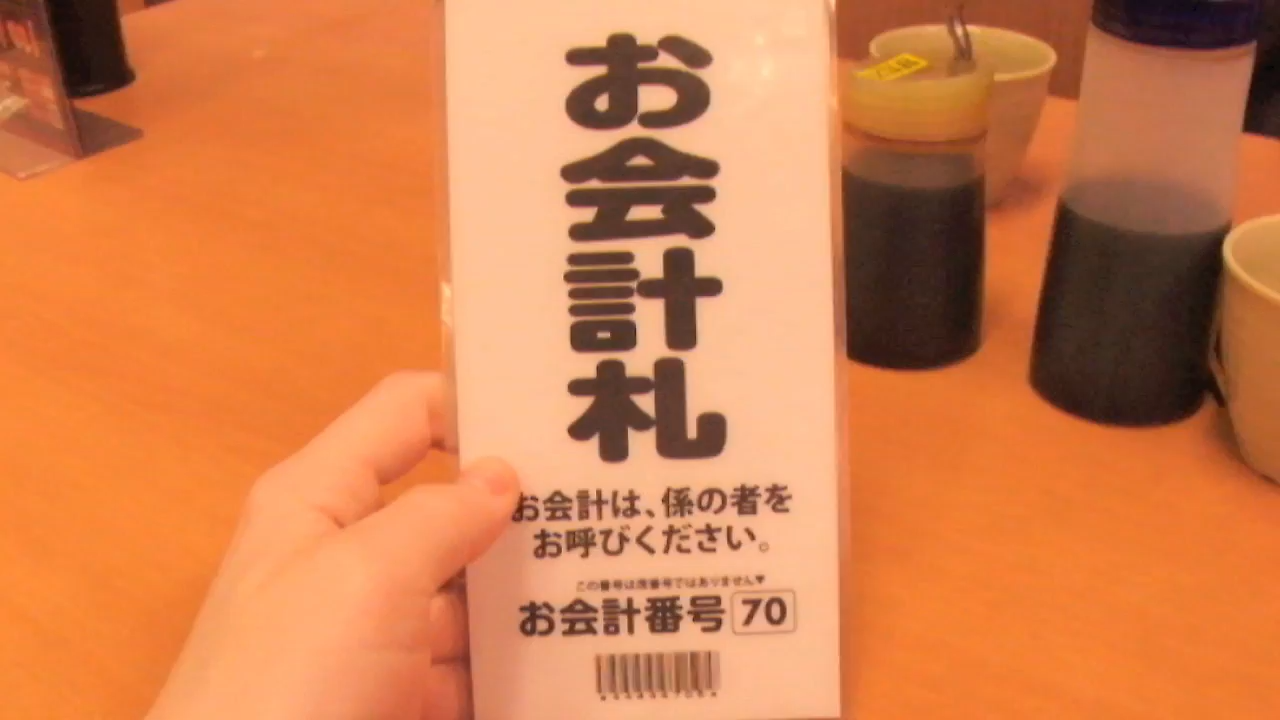 お会計札
お会計は、係の者を
お呼びください。
この番号は席番号ではありません♥
お会計番号 70